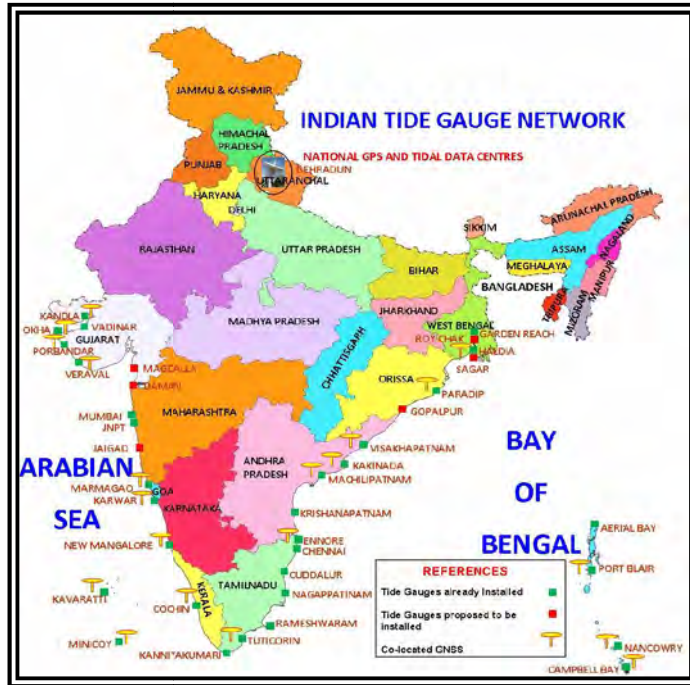 JAMMU & KASHMIR
INDIAN TIDE GAUGE NETWORK
HIMACHAL
PRADESH
NATIONAL GPS AND TIDAL DATA CENTRES
PUNJAB
DEHRADUN
UTTARANCHAL
HARYANA
DELHI
ARUNACHAL PRADESH
SIKKIM
ASSAM
NAGALAND
RAJASTHAN
UTTAR PRADESH
BIHAR
MEGHALAYA
MANIPUR
BANGLADESH
TRIPURA
MIZORAM
KANDLA
VADINAR
OKHA
GUJARAT
PORBANDAR
VERAVAL
MADHYA PRADESH
JHARKHAND
WEST BENGAL
GARDEN REACH
ROY CHAK
HALDIA
SAGAR
CHHATTISGARH
MAGDALLA
ORISSA
PARADIP
MAHARASHTRA
GOPALPUR
MUMBAI
JNPT
JAIGAD
VISAKHAPATNAM
KAKINADA
MACHILIPATNAM
ANDHRA
PRADESH
ARABIAN
SEA
BAY
OF
BENGAL
MARMAGAO
GOA
KARWAR
KARNATAKA
KRISHANAPATNAM
NEW MANGALORE
ENNORE
CHENNAI
AERIAL BAY
PORT BLAIR
CUDDALUR
TAMILNADU
NAGAPPATINAM
KERALA
KAVARATTI
COCHIN
RAMESHWARAM
MINICOY
TUTICORIN
KANNIYAKUMARI
NANCOWRY
CAMPBELL BAY
REFERENCES
Tide Gauges already Installed
Tide Gauges proposed to be
installed
Co-located GNSS